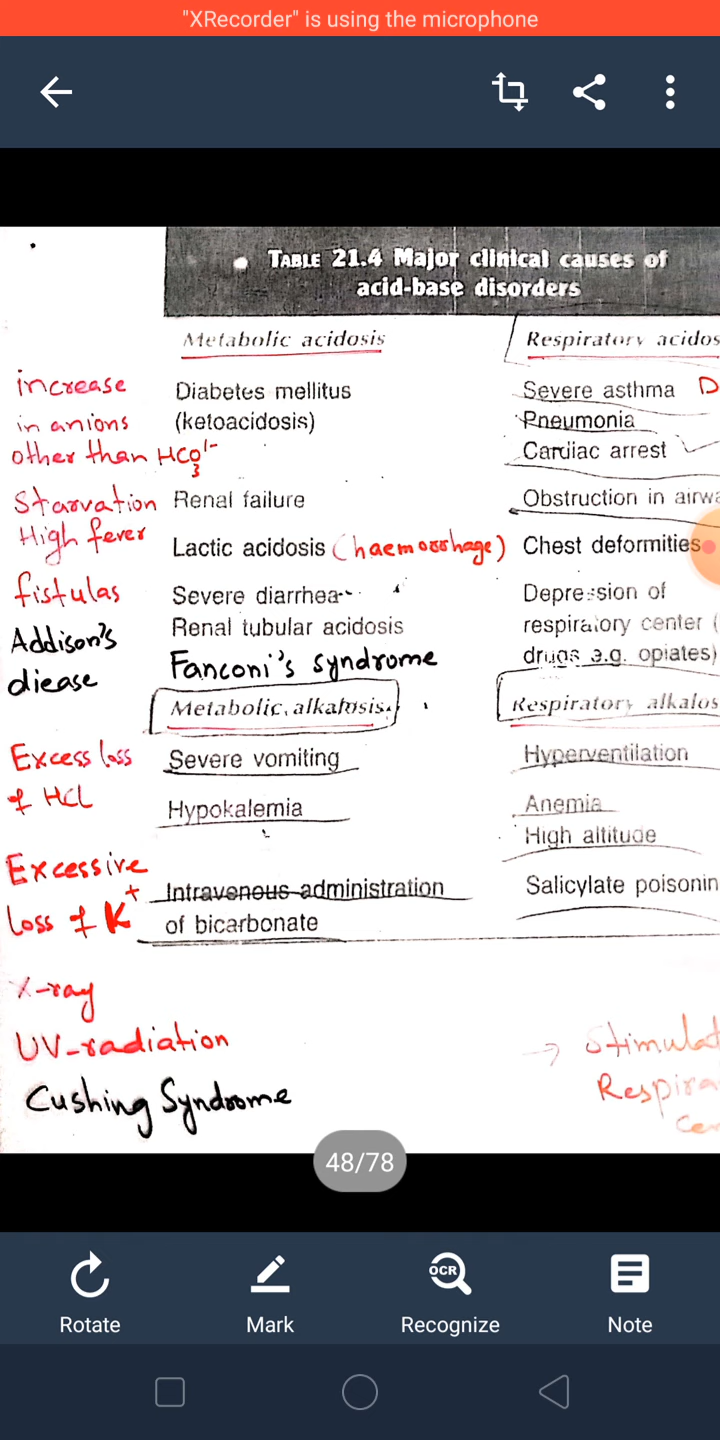 "XRecorder" is using the microphone
TABLE 21.4 Major clinical causes of
acid-base disorders
Metabolic acidosis
Respiratory acidos
increase
in anions
other than HCO3 1-
Diabetes mellitus
(ketoacidosis)
Severe asthma D
Pneumonia
Cardiac arrest
Starvation
Renal failure
Obstruction in airwa
High fever
Lactic acidosis (haemorrhage)
Chest deformities
fistulas
Severe diarrhea
Depression of
Addison's
diease
Renal tubular acidosis
respiratory center (
Fanconi's syndrome
drugs e.g. opiates)
Metabolic alkalosis
Respiratory alkalos
Excess loss
of HCL
Severe vomiting
Hyperventilation
Hypokalemia
Anemia
High altitude
Excessive
loss of K+
Intravenous administration
of bicarbonate
Salicylate poisonin
X-ray
UV-radiation
Cushing Syndrome
→ Stimulat
Respira
Cen
48/78
OCR
Rotate
Mark
Recognize
Note